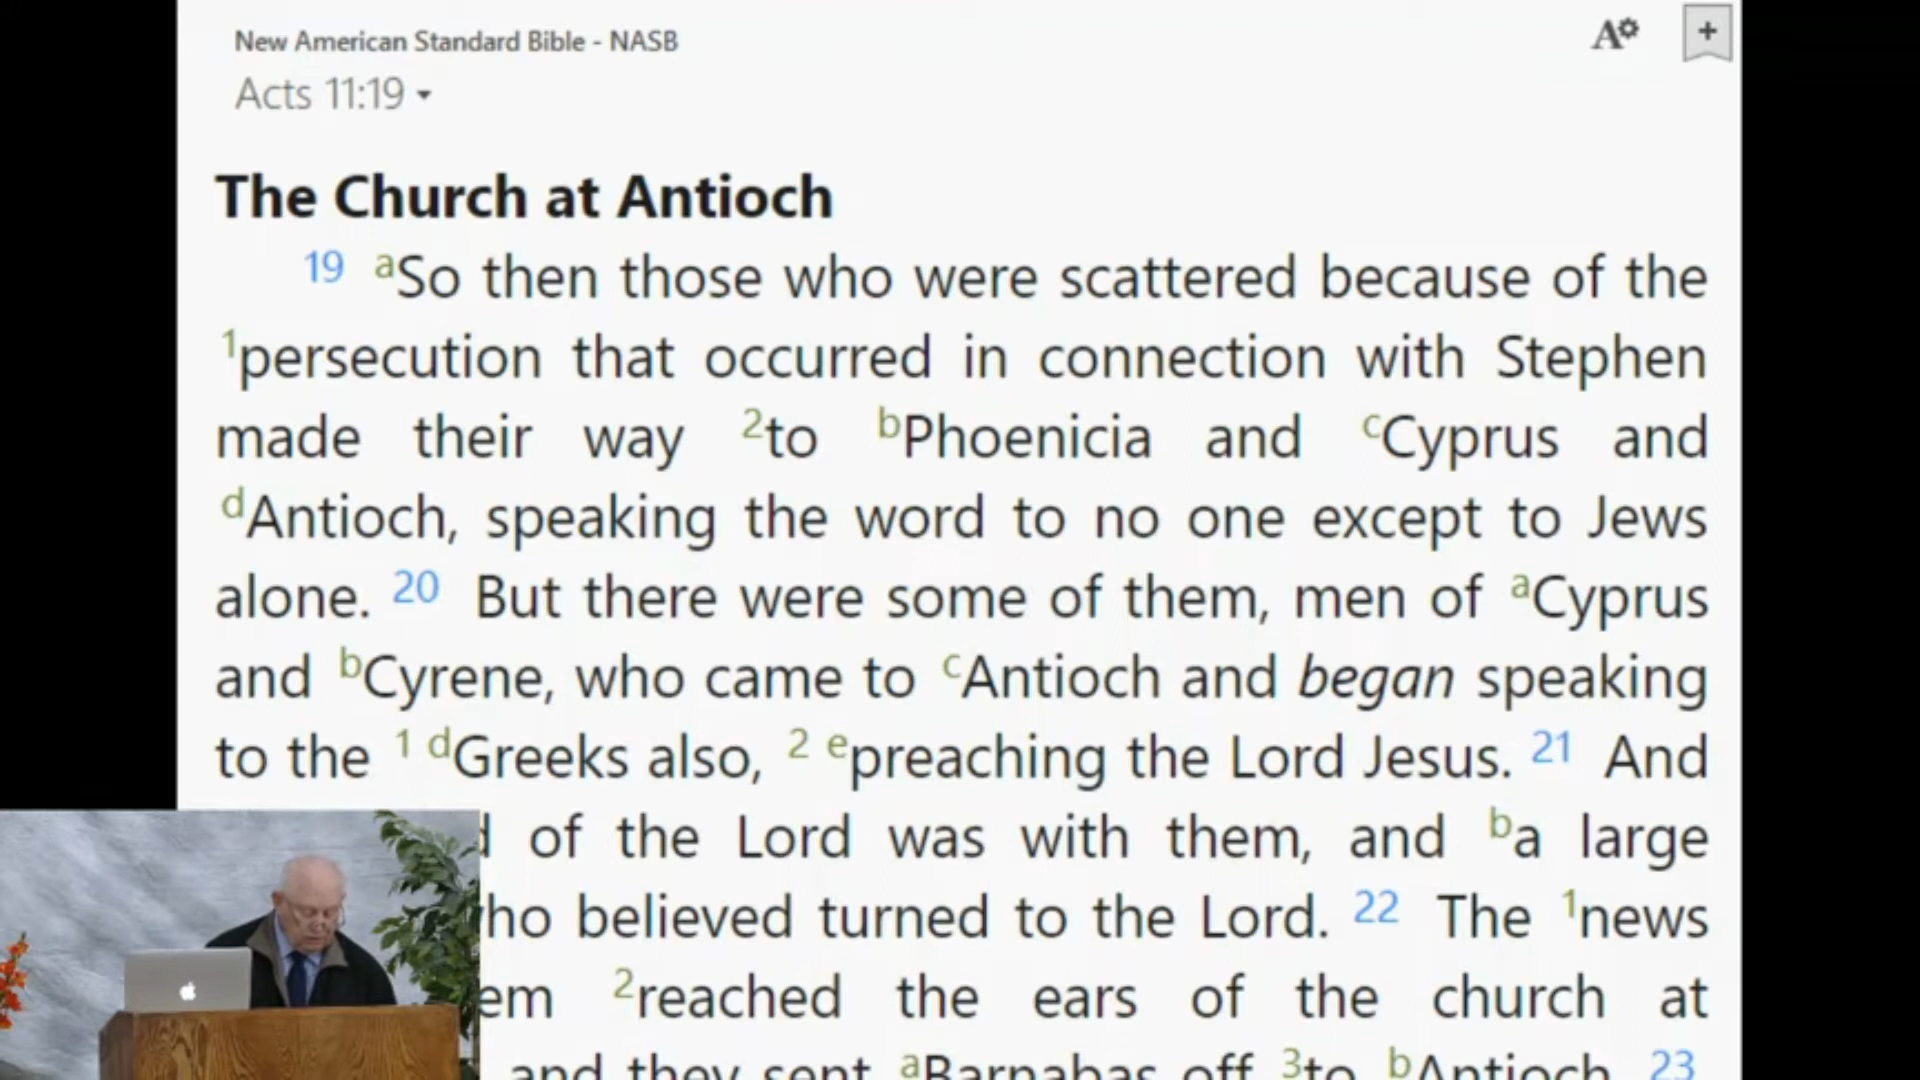 New American Standard Bible - NASB
Acts 11:19
The Church at Antioch
19 aSo then those who were scattered because of the
1persecution that occurred in connection with Stephen
made their way 2to bPhoenicia and cCyprus and
dAntioch, speaking the word to no one except to Jews
alone. 20 But there were some of them, men of aCyprus
and bCyrene, who came to cAntioch and began speaking
to the 1 dGreeks also, 2 epreaching the Lord Jesus. 21 And
of the Lord was with them, and ba large
believed turned to the Lord. 22 The 1news
2reached the ears of the church at
and they sent aBarnabas off 3to bAntioch. 23